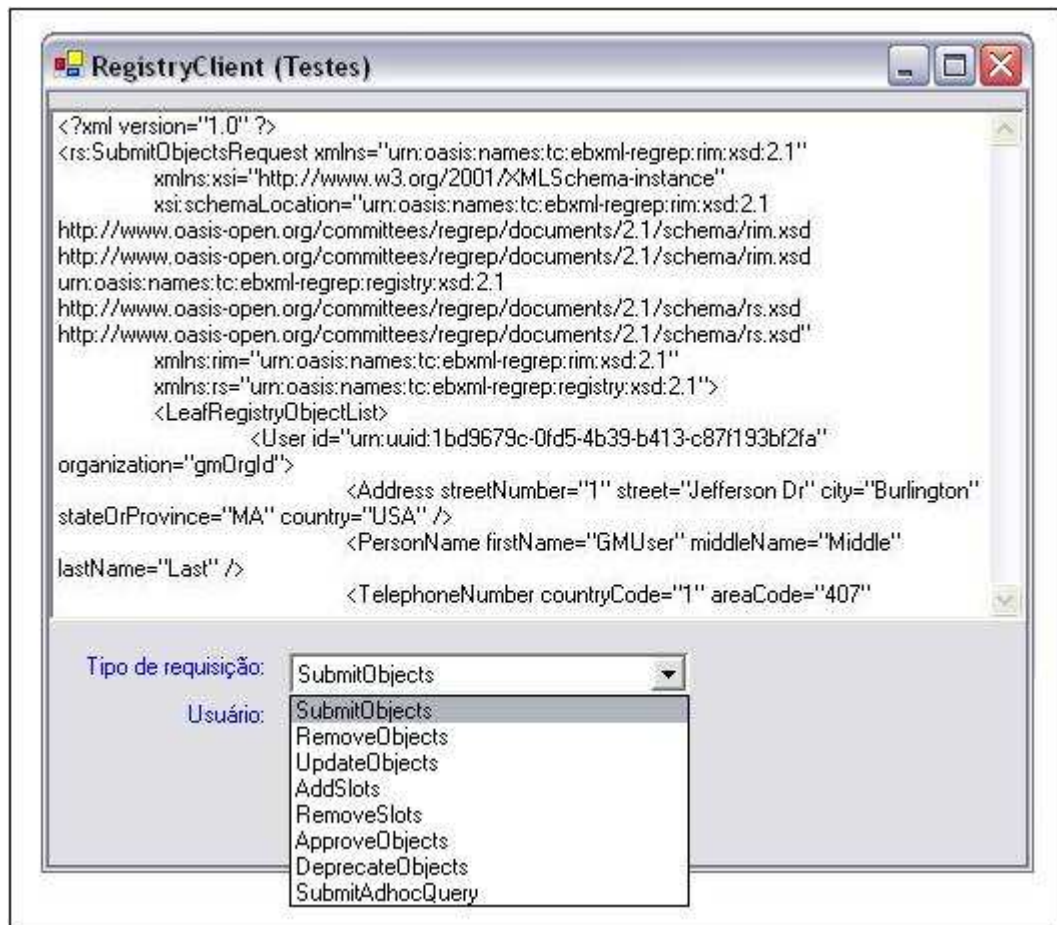 RegistryClient (Testes)
<?xml version="1.0" ?>
<rs:SubmitObjectsRequest xmlns="urn:oasis:names:tc:ebxml-regrep:rim:xsd:2.1"
xmlns:xsi="http://www.w3.org/2001/XMLSchema-instance"
xsi:schemaLocation="urn:oasis:names:tc:ebxml-regrep:rim:xsd:2.1
http://www.oasis-open.org/committees/regrep/documents/2.1/schema/rim.xsd
http://www.oasis-open.org/committees/regrep/documents/2.1/schema/rim.xsd
urn:oasis:names:tc:ebxml-regrep:registry:xsd:2.1
http://www.oasis-open.org/committees/regrep/documents/2.1/schema/rs.xsd
http://www.oasis-open.org/committees/regrep/documents/2.1/schema/rs.xsd"
xmlns:rim="urn:oasis:names:tc:ebxml-regrep:rim:xsd:2.1"
xmlns:rs="urn:oasis:names:tc:ebxml-regrep:registry:xsd:2.1">
<LeafRegistryObjectList>
<User id="urn:uuid:1bd9679c-0fd5-4b39-b413-c87f193bf2fa"
organization="gmOrgId">
<Address streetNumber="1" street="Jefferson Dr" city="Burlington"
stateOrProvince="MA" country="USA" />
<PersonName firstName="GMUser" middleName="Middle"
lastName="Last" />
<TelephoneNumber countryCode="1" areaCode="407"
Tipo de requisição: SubmitObjects
Usuário:
SubmitObjects
RemoveObjects
UpdateObjects
AddSlots
RemoveSlots
ApproveObjects
DeprecateObjects
SubmitAdhocQuery